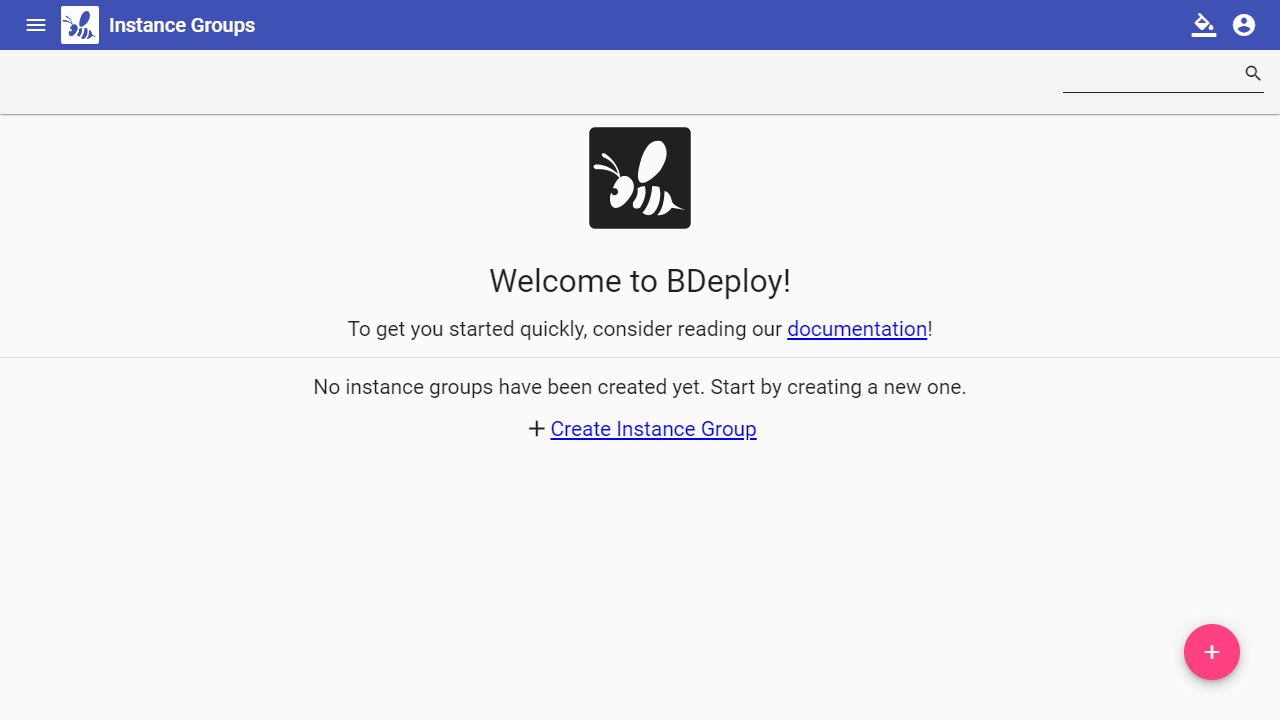 Instance Groups
Welcome to BDeploy!
To get you started quickly, consider reading our documentation!
No instance groups have been created yet. Start by creating a new one.
Create Instance Group